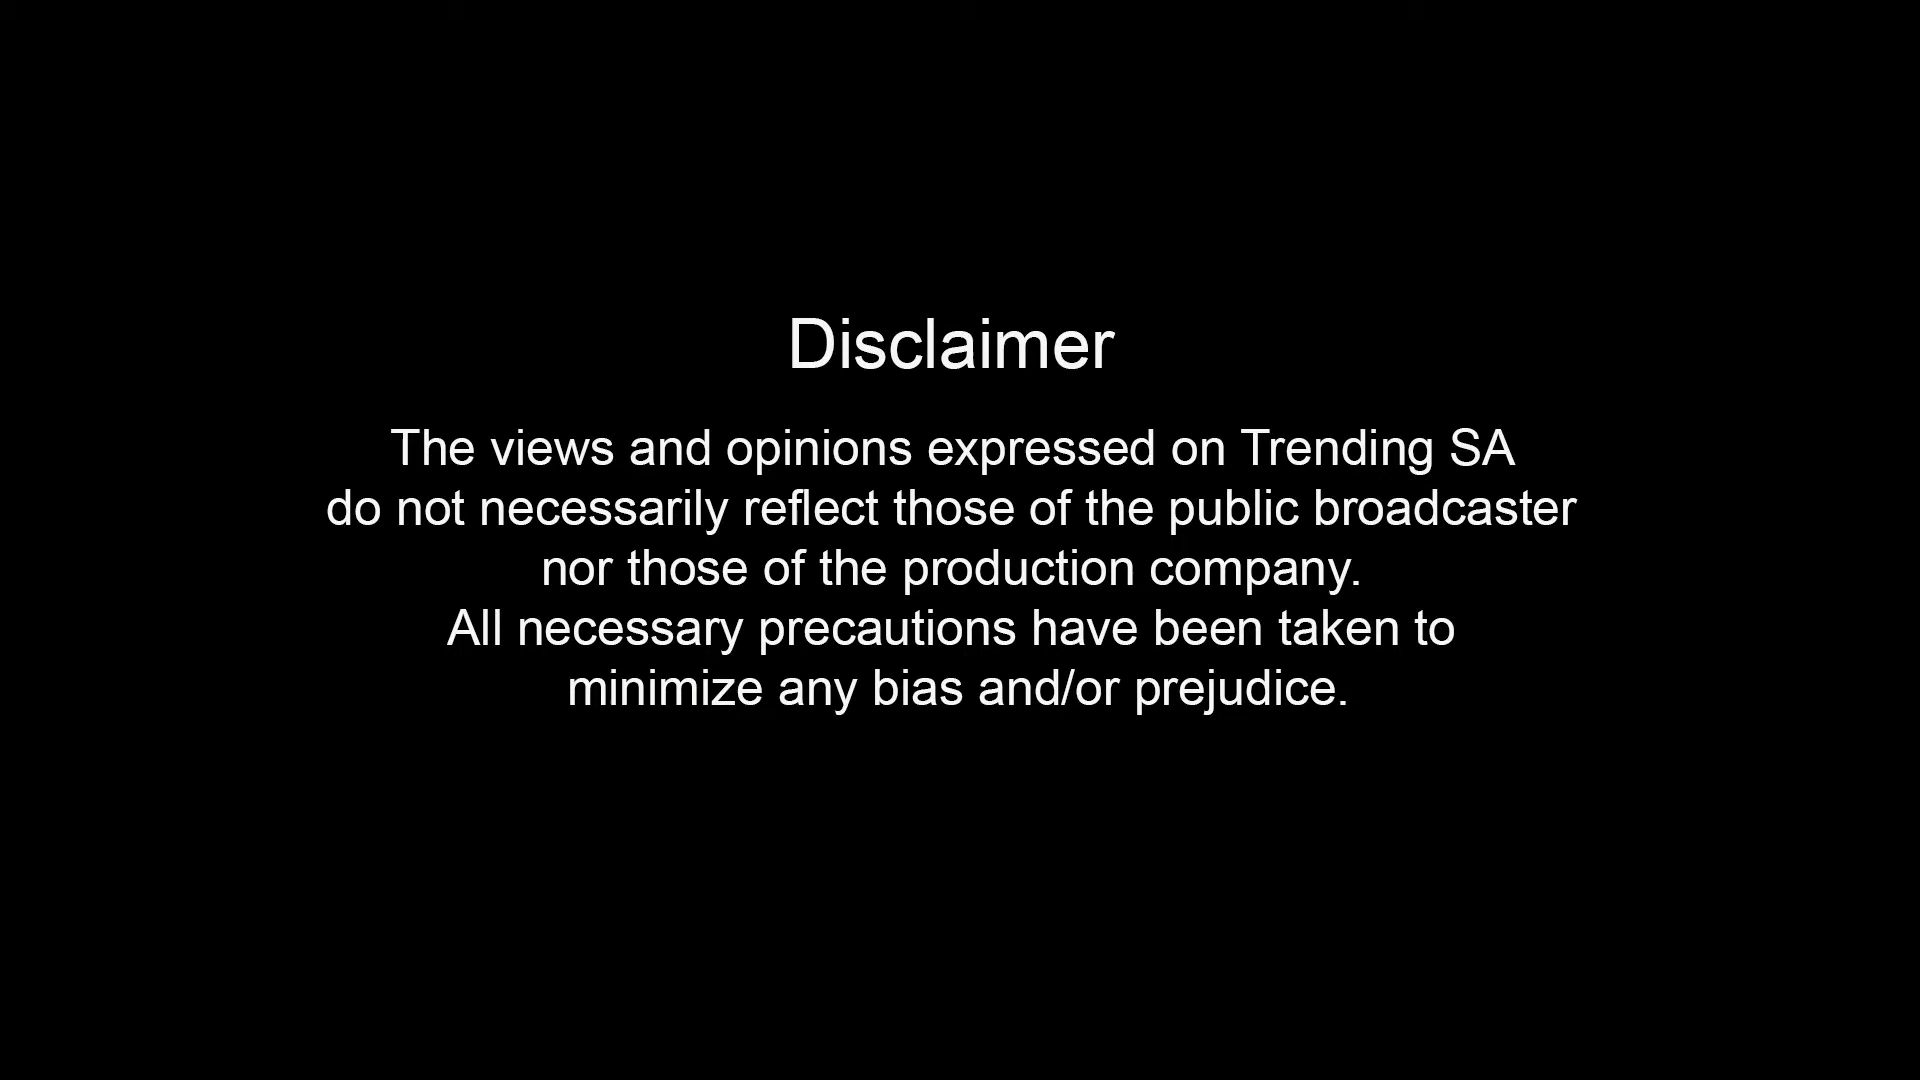 Disclaimer
The views and opinions expressed on Trending SA
do not necessarily reflect those of the public broadcaster
nor those of the production company.
All necessary precautions have been taken to
minimize any bias and/or prejudice.